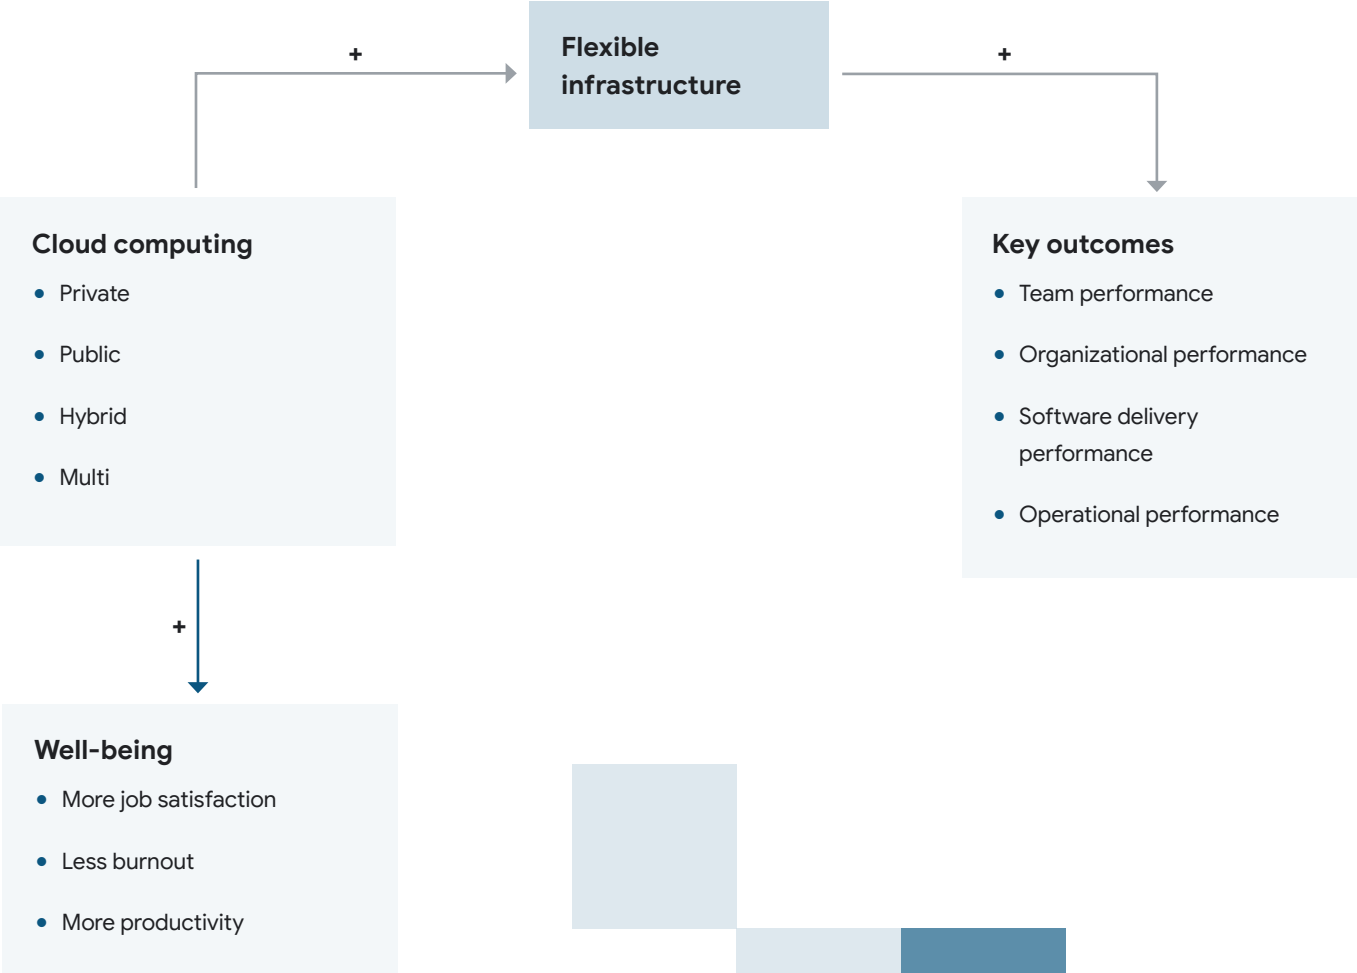 +
Flexible
infrastructure
+
Cloud computing
• Private
• Public
• Hybrid
• Multi
Key outcomes
• Team performance
• Organizational performance
• Software delivery
performance
• Operational performance
+
Well-being
• More job satisfaction
• Less burnout
• More productivity